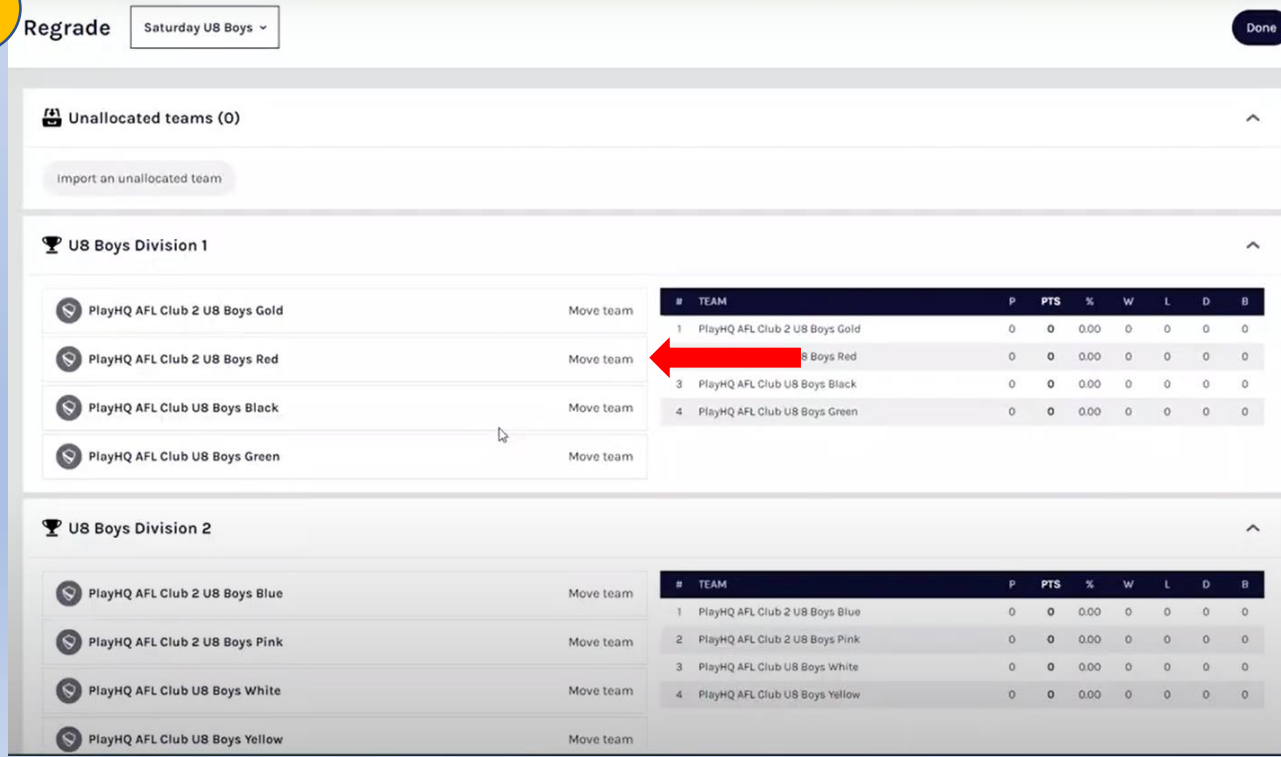 Regrade Saturday U8 Boys Done
Unallocated teams (0)
Import an unallocated team
U8 Boys Division 1
PlayHQ AFL Club 2 U8 Boys Gold Move team
PlayHQ AFL Club 2 U8 Boys Red Move team
PlayHQ AFL Club U8 Boys Black Move team
PlayHQ AFL Club U8 Boys Green Move team
# TEAM P PTS % W L D B
1 PlayHQ AFL Club 2 U8 Boys Gold 0 0 0.00 0 0 0 0
8 Boys Red 0 0 0.00 0 0 0 0
3 PlayHQ AFL Club U8 Boys Black 0 0 0.00 0 0 0 0
4 PlayHQ AFL Club U8 Boys Green 0 0 0.00 0 0 0 0
U8 Boys Division 2
PlayHQ AFL Club 2 U8 Boys Blue Move team
PlayHQ AFL Club 2 U8 Boys Pink Move team
PlayHQ AFL Club U8 Boys White Move team
PlayHQ AFL Club U8 Boys Yellow Move team
# TEAM P PTS % W L D B
1 PlayHQ AFL Club 2 U8 Boys Blue 0 0 0.00 0 0 0 0
2 PlayHQ AFL Club 2 U8 Boys Pink 0 0 0.00 0 0 0 0
3 PlayHQ AFL Club U8 Boys White 0 0 0.00 0 0 0 0
4 PlayHQ AFL Club U8 Boys Yellow 0 0 0.00 0 0 0 0